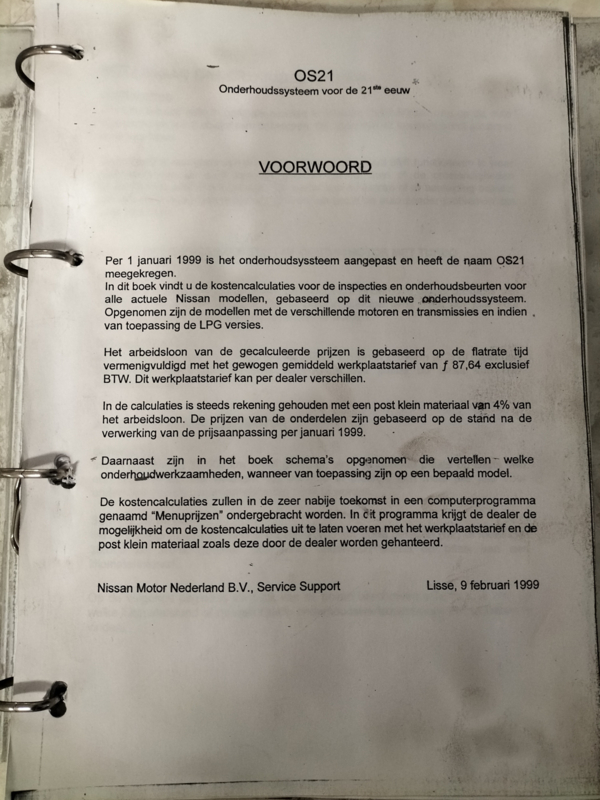 OS21
Onderhoudssysteem voor de 21ste eeuw
VOORWOORD
Per 1 januari 1999 is het onderhoudsyssteem aangepast en heeft de naam OS21
meegekregen.
In dit boek vindt u de kostencalculaties voor de inspecties en onderhoudsbeurten voor
alle actuele Nissan modellen, gebaseerd op dit nieuwe onderhoudssysteem.
Opgenomen zijn de modellen met de verschillende motoren en transmissies en indien
van toepassing de LPG versies.
Het arbeidsloon van de gecalculeerde prijzen is gebaseerd op de flatrate tijd
vermenigvuldigd met het gewogen gemiddeld werkplaatstarief van ƒ 87,64 exclusief
BTW. Dit werkplaatstarief kan per dealer verschillen.
In de calculaties is steeds rekening gehouden met een post klein materiaal van 4% van
het arbeidsloon. De prijzen van de onderdelen zijn gebaseerd op de stand na de
verwerking van de prijsaanpassing per januari 1999.
Daarnaast zijn in het boek schema's opgenomen die vertellen welke
onderhoudwerkzaamheden, wanneer van toepassing zijn op een bepaald model.
De kostencalculaties zullen in de zeer nabije toekomst in een computerprogramma
genaamd "Menuprijzen" ondergebracht worden. In dit programma krijgt de dealer de
mogelijkheid om de kostencalculaties uit te laten voeren met het werkplaatstarief en de
post klein materiaal zoals deze door de dealer worden gehanteerd.
Nissan Motor Nederland B.V., Service Support Lisse, 9 februari 1999